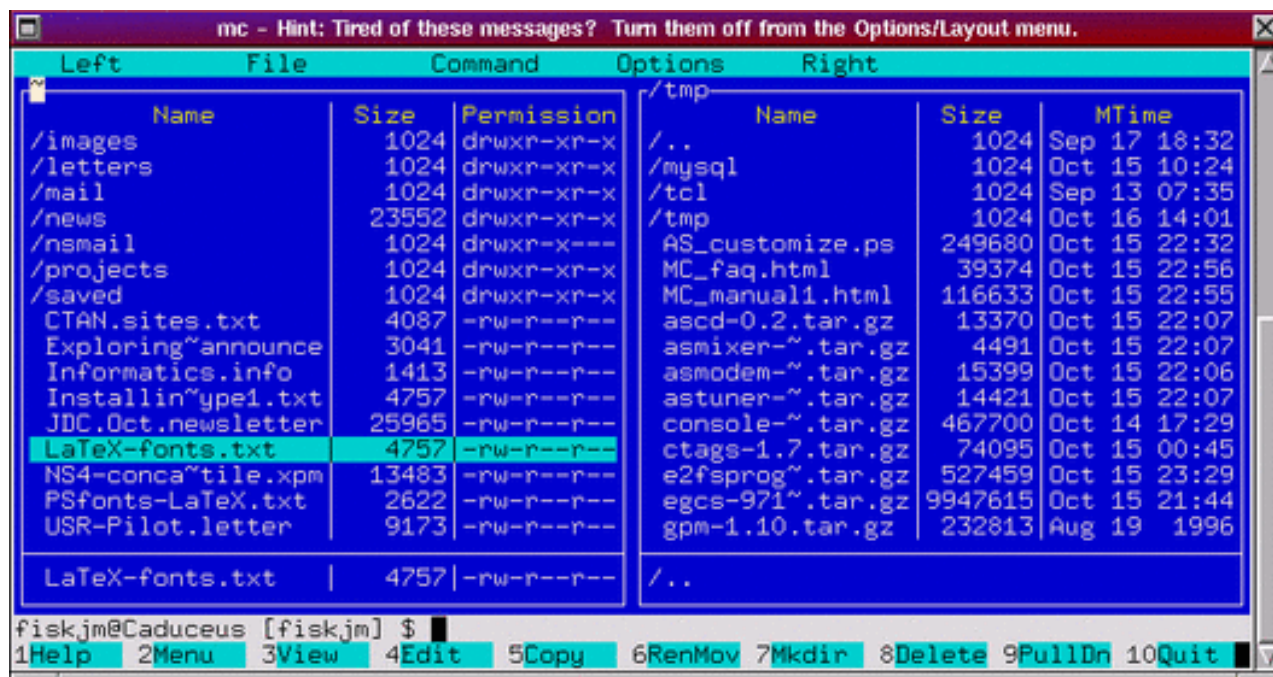 mc - Hint: Tired of these messages? Turn them off from the Options/Layout menu.
Left File Command Options Right
~ /tmp
Name Size Permission Name Size MTime
/images 1024 drwxr-xr-x /.. 1024 Sep 17 18:32
/letters 1024 drwxr-xr-x /mysql 1024 Oct 15 10:24
/mail 1024 drwxr-xr-x /tcl 1024 Sep 13 07:35
/news 23552 drwxr-xr-x /tmp 1024 Oct 16 14:01
/nsmail 1024 drwxr-x--- AS_customize.ps 249680 Oct 15 22:32
/projects 1024 drwxr-xr-x MC_faq.html 39374 Oct 15 22:56
/saved 1024 drwxr-xr-x MC_manual1.html 116633 Oct 15 22:55
CTAN.sites.txt 4087 -rw-r--r-- ascd-0.2.tar.gz 13370 Oct 15 22:07
Exploring~announce 3041 -rw-r--r-- asmixer-~.tar.gz 4491 Oct 15 22:07
Informatics.info 1413 -rw-r--r-- asmodem-~.tar.gz 15399 Oct 15 22:06
Installin~ype1.txt 4757 -rw-r--r-- astuner-~.tar.gz 14421 Oct 15 22:07
JDC.Oct.newsletter 25965 -rw-r--r-- console-~.tar.gz 467700 Oct 14 17:29
LaTeX-fonts.txt 4757 -rw-r--r-- ctags-1.7.tar.gz 74095 Oct 15 00:45
NS4-conca~tile.xpm 13483 -rw-r--r-- e2fsprog~.tar.gz 527459 Oct 15 23:29
PSfonts-LaTeX.txt 2622 -rw-r--r-- egcs-971~.tar.gz 9947615 Oct 15 21:44
USR-Pilot.letter 9173 -rw-r--r-- gpm-1.10.tar.gz 232813 Aug 19 1996
LaTeX-fonts.txt 4757 -rw-r--r-- /..
fiskjm@Caduceus [fiskjm] $
1Help 2Menu 3View 4Edit 5Copy 6RenMov 7Mkdir 8Delete 9PullDn 10Quit